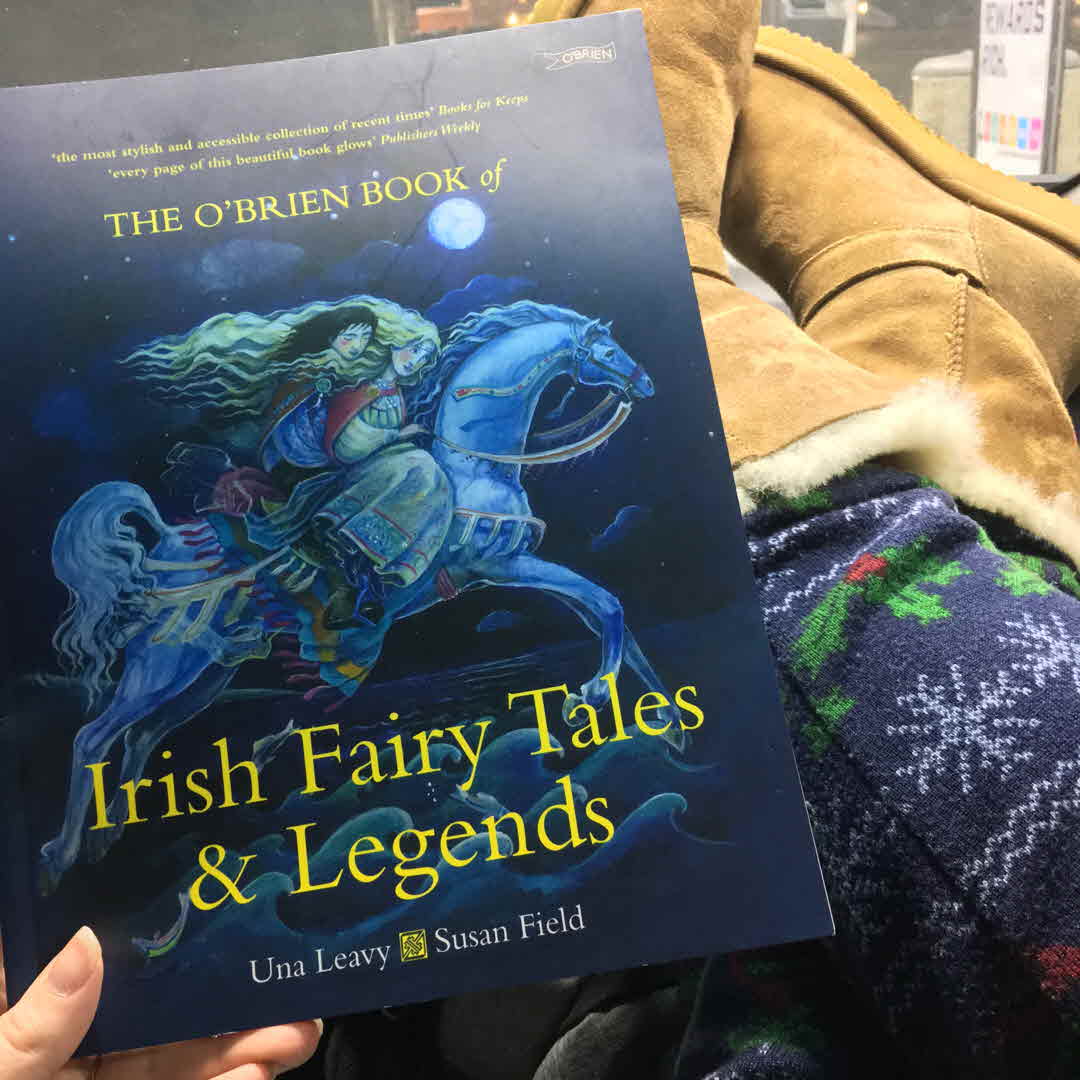 O'BRIEN
'the most stylish and accessible collection of recent times' Books for Keeps
'every page of this beautiful book glows' Publishers Weekly
THE O'BRIEN BOOK of
Irish Fairy Tales
& Legends
Una Leavy Susan Field
REWARDS